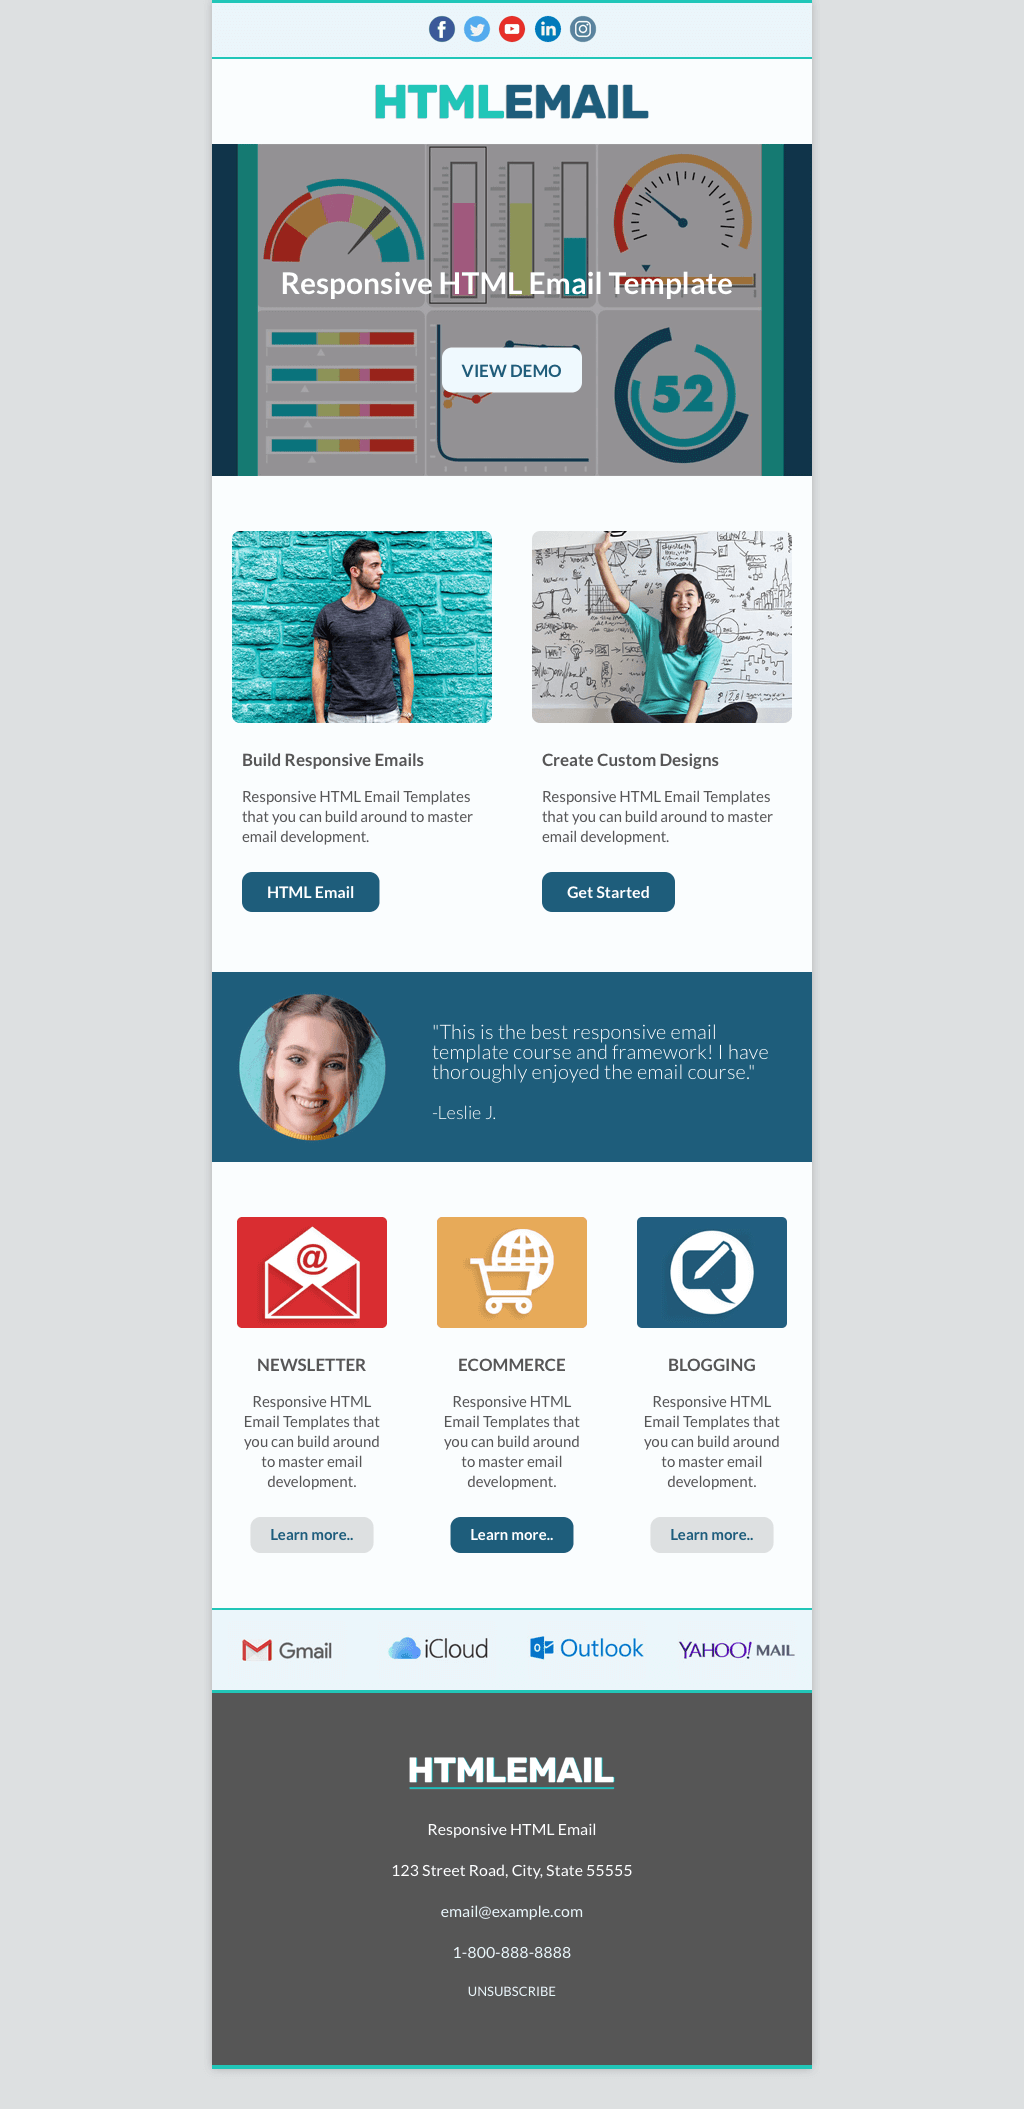 HTMLEMAIL
Responsive HTML Email Template
VIEW DEMO
52
Build Responsive Emails
Responsive HTML Email Templates
that you can build around to master
email development.
HTML Email
Create Custom Designs
Responsive HTML Email Templates
that you can build around to master
email development.
Get Started
"This is the best responsive email
template course and framework! I have
thoroughly enjoyed the email course."
-Leslie J.
NEWSLETTER
Responsive HTML
Email Templates that
you can build around
to master email
development.
Learn more..
ECOMMERCE
Responsive HTML
Email Templates that
you can build around
to master email
development.
Learn more..
BLOGGING
Responsive HTML
Email Templates that
you can build around
to master email
development.
Learn more..
Gmail
iCloud
Outlook
YAHOO! MAIL
HTMLEMAIL
Responsive HTML Email
123 Street Road, City, State 55555
email@example.com
1-800-888-8888
UNSUBSCRIBE